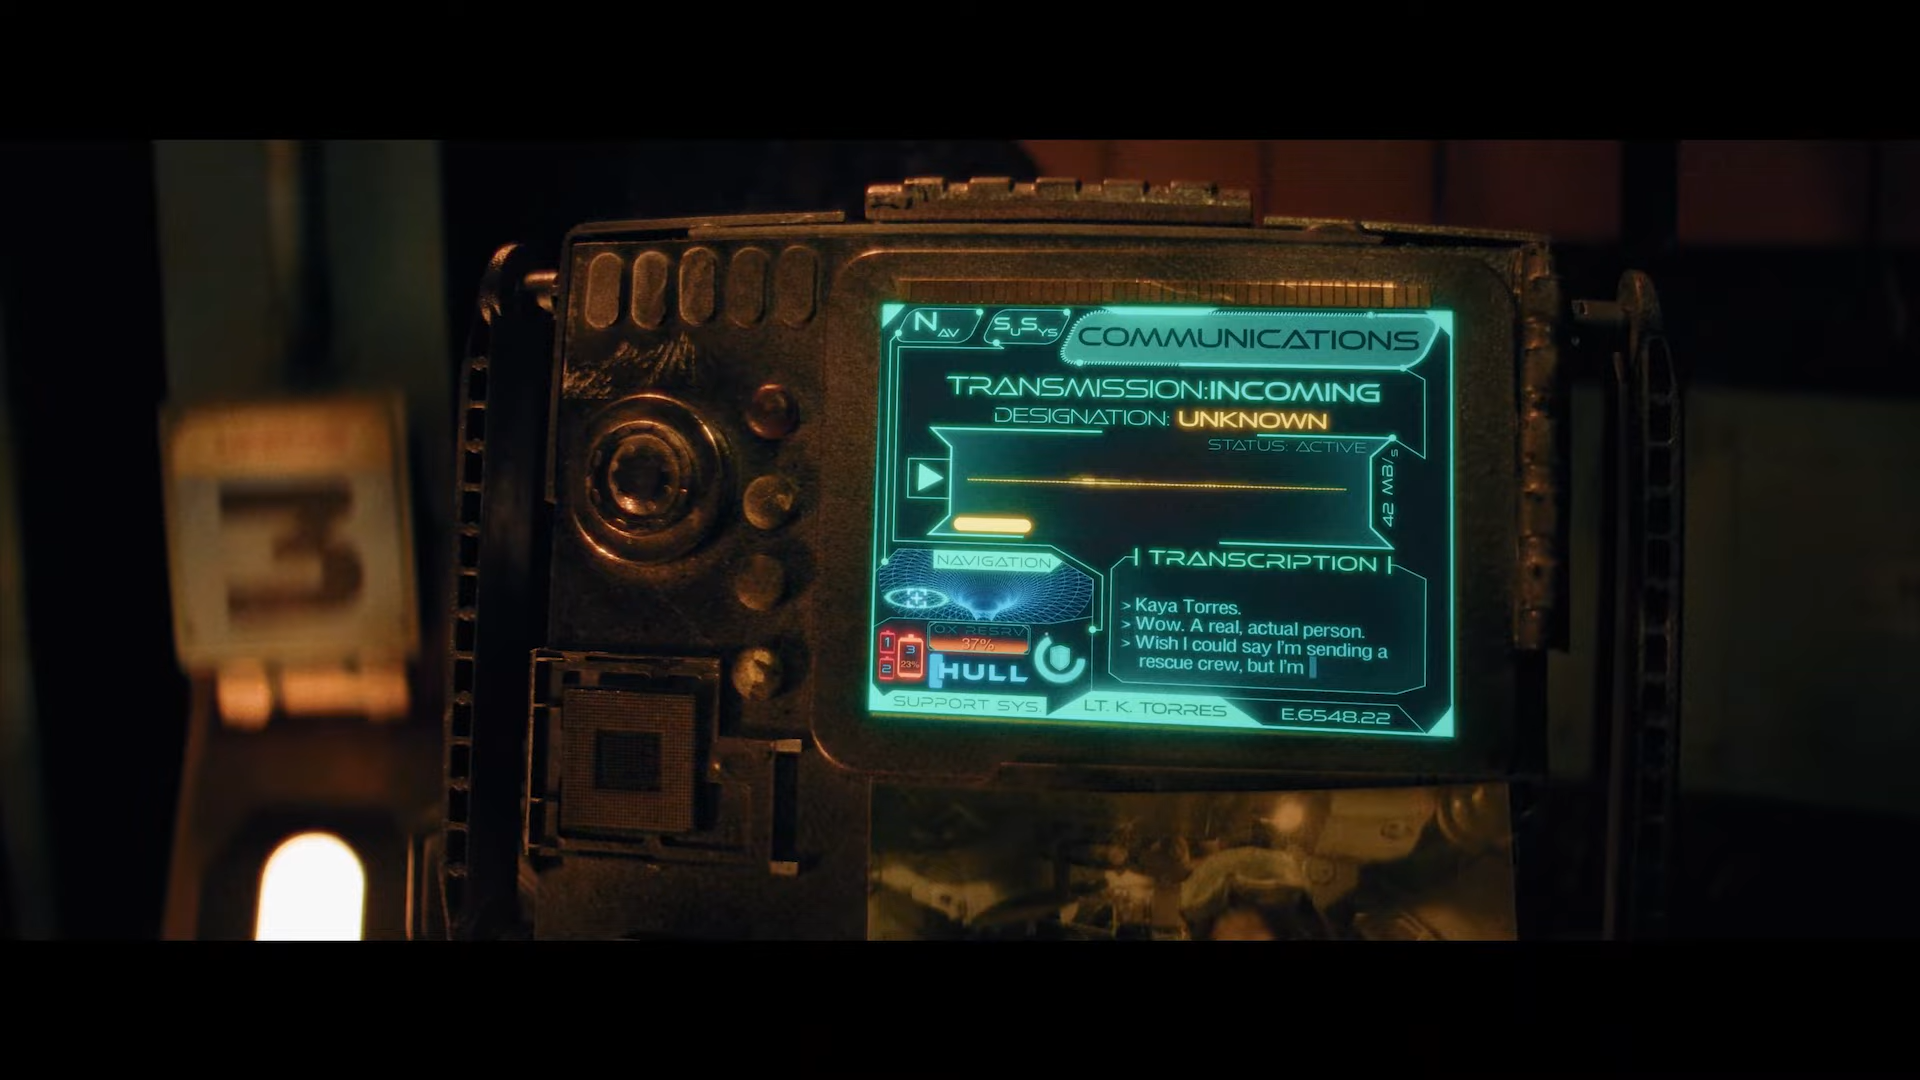 3
NAV
SUSYS
COMMUNICATIONS
TRANSMISSION:INCOMING
DESIGNATION: UNKNOWN
STATUS: ACTIVE
42 MB/s
NAVIGATION
TRANSCRIPTION
> Kaya Torres.
> Wow. A real, actual person.
> Wish I could say I'm sending a
rescue crew, but I'm
OX RESRV
37%
1
2
3
23%
HULL
SUPPORT SYS.
LT. K. TORRES
E.6548.22